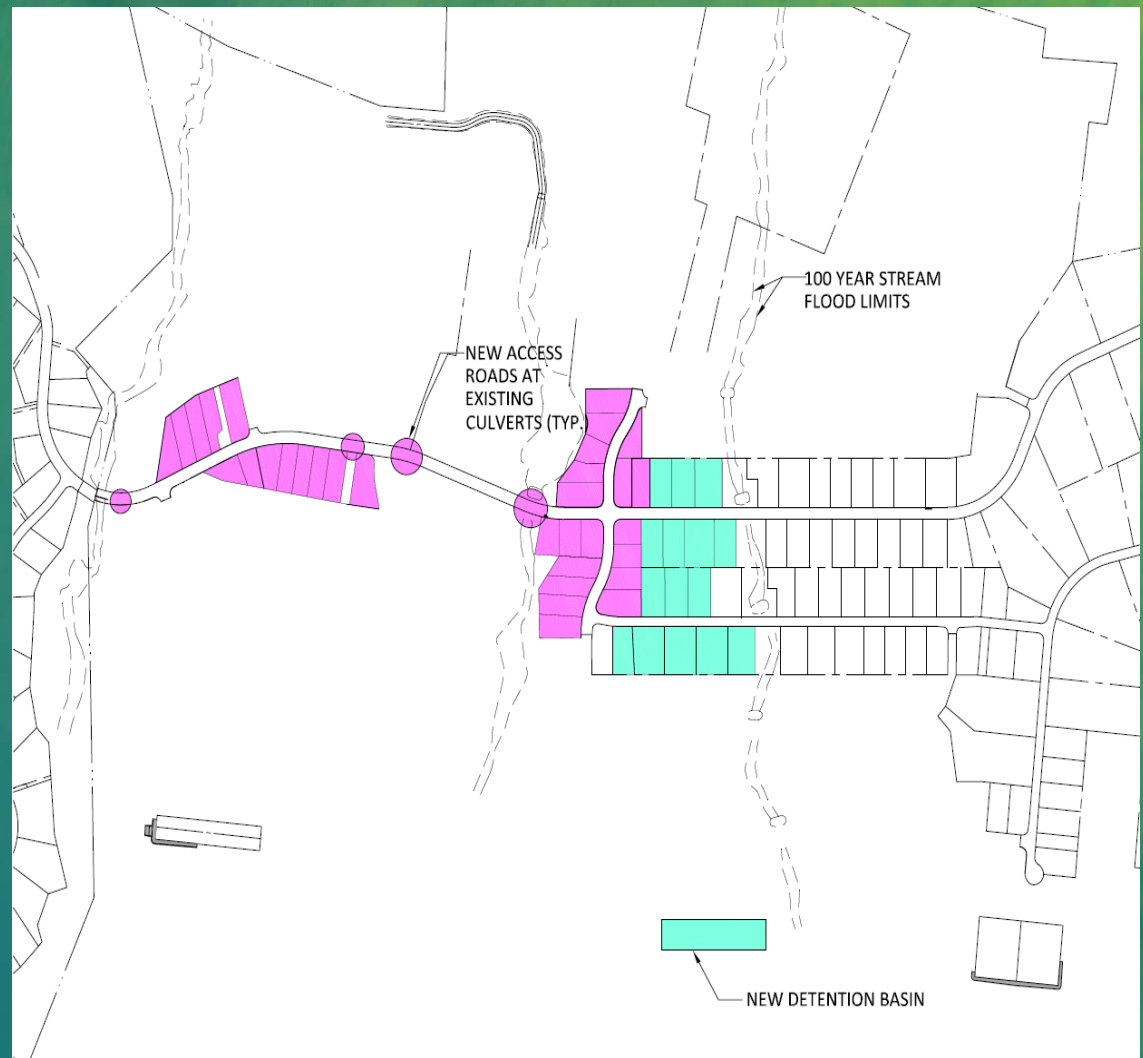 100 YEAR STREAM
FLOOD LIMITS
NEW ACCESS
ROADS AT
EXISTING
CULVERTS (TYP.)
NEW DETENTION BASIN